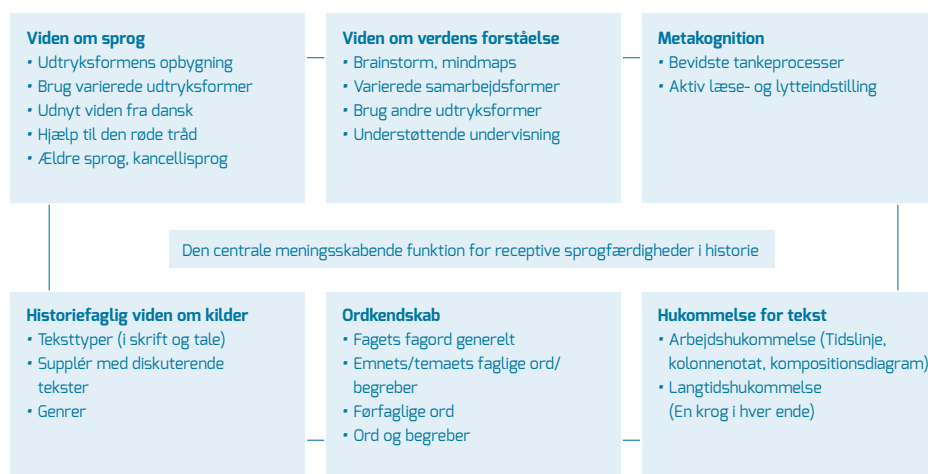 Viden om sprog
• Udtryksformens opbygning
• Brug varierede udtryksformer
• Udnyt viden fra dansk
• Hjælp til den røde tråd
• Ældre sprog, kancellisprog
Viden om verdens forståelse
• Brainstorm, mindmaps
• Varierede samarbejdsformer
• Brug andre udtryksformer
• Understøttende undervisning
Metakognition
• Bevidste tankeprocesser
• Aktiv læse- og lytteindstilling
Den centrale meningsskabende funktion for receptive sprogfærdigheder i historie
Historiefaglig viden om kilder
• Teksttyper (i skrift og tale)
• Supplér med diskuterende
tekster
• Genrer
Ordkendskab
• Fagets fagord generelt
• Emnets/temaets faglige ord/
begreber
• Førfaglige ord
• Ord og begreber
Hukommelse for tekst
• Arbejdshukommelse (Tidslinje,
kolonnenotat, kompositionsdiagram)
• Langtidshukommelse
(En krog i hver ende)